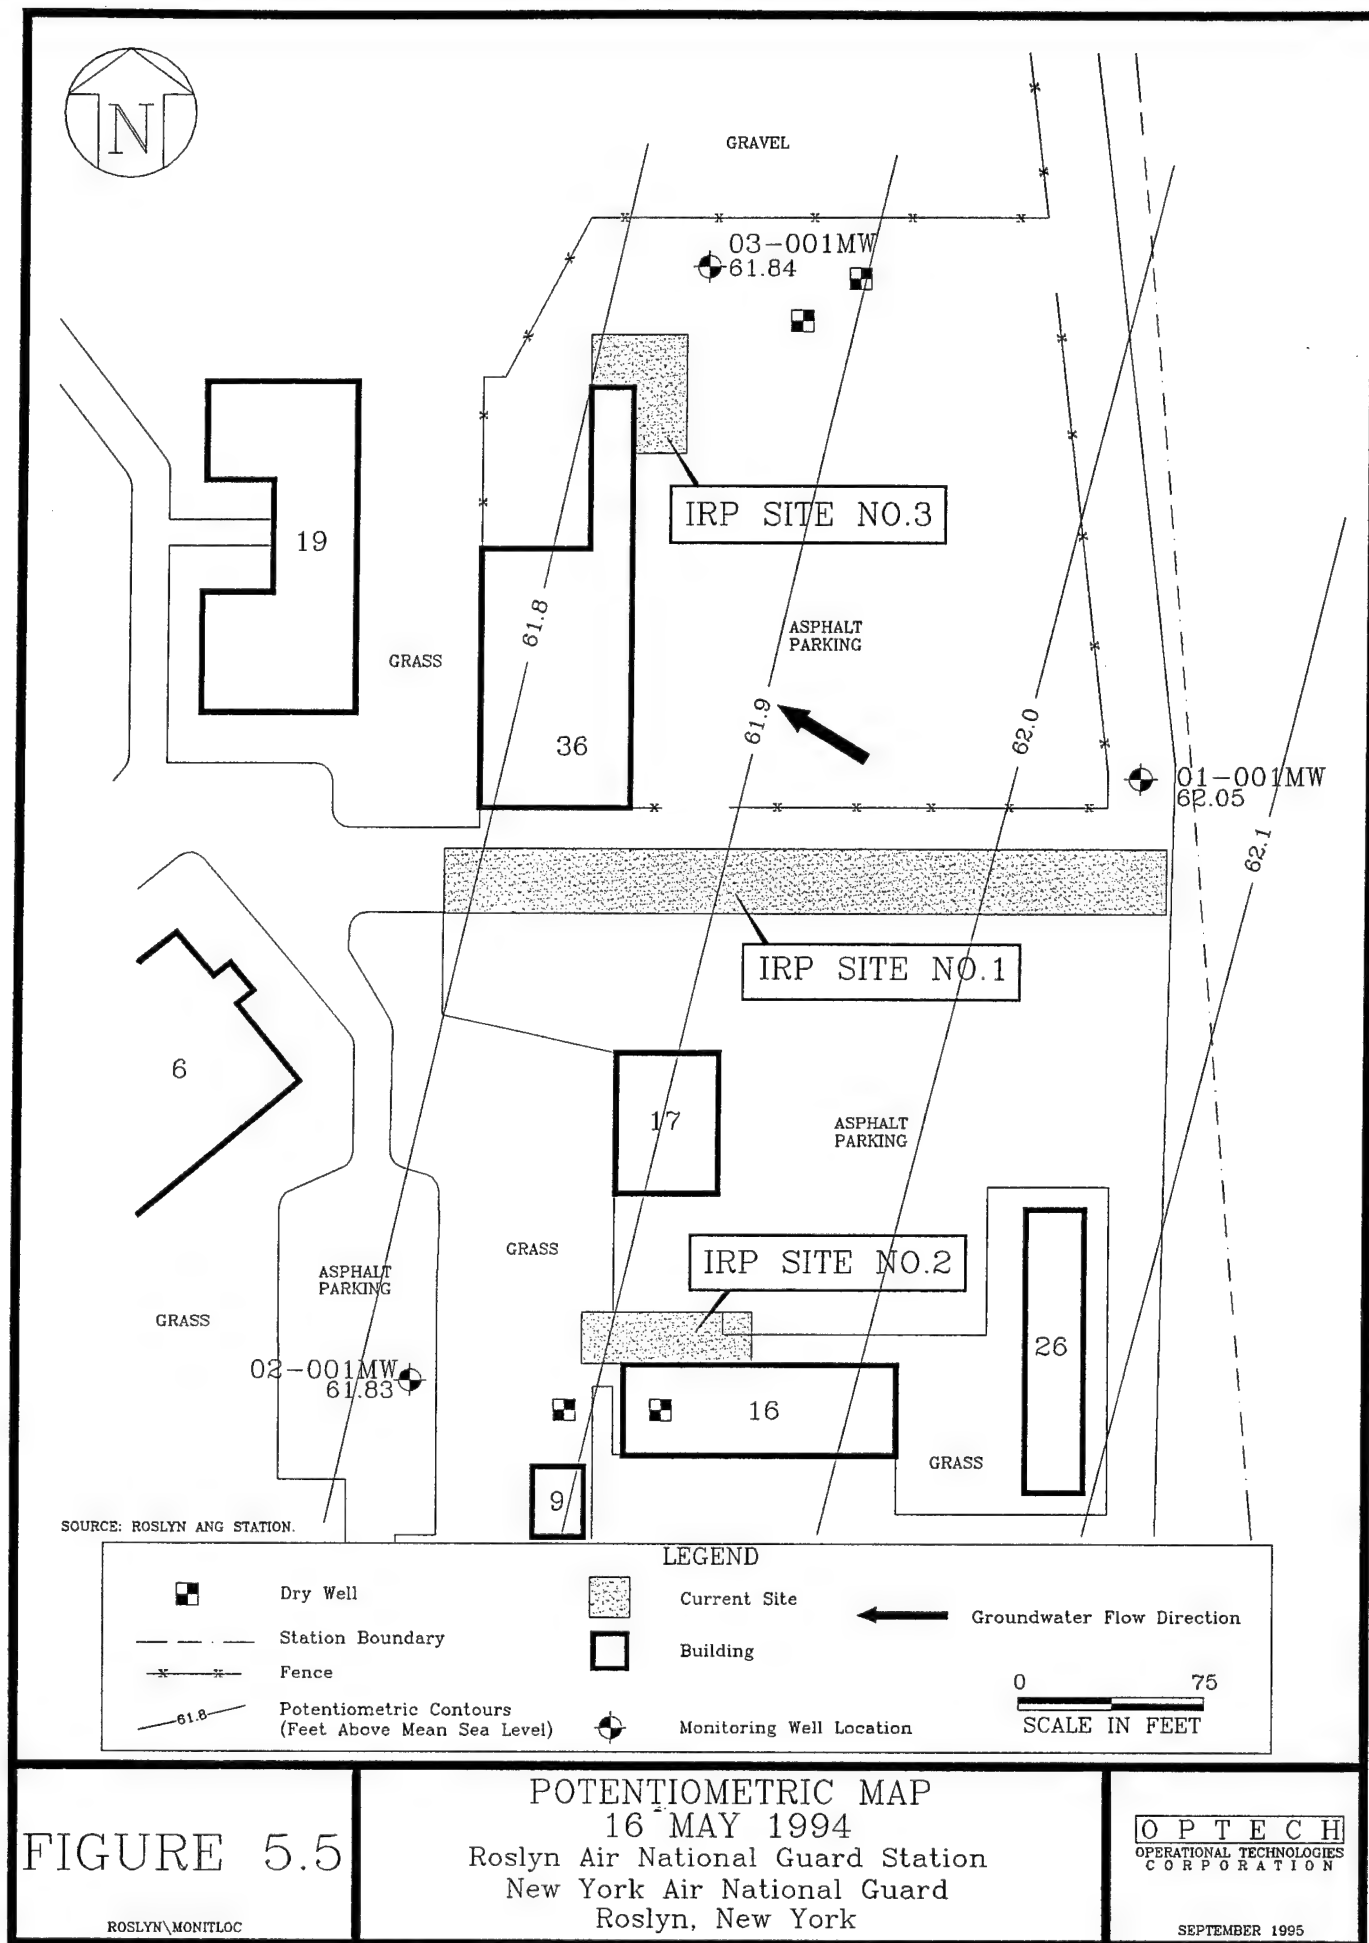 N
GRAVEL
03-001MW
61.84
IRP SITE NO.3
19
61.8
ASPHALT
PARKING
GRASS
61.9
62.0
36
01-001MW
62.05
62.1
IRP SITE NO.1
6
17
ASPHALT
PARKING
GRASS
IRP SITE NO.2
ASPHALT
PARKING
GRASS
26
02-001MW
61.83
16
GRASS
9
SOURCE: ROSLYN ANG STATION.
LEGEND
Dry Well
Current Site
Groundwater Flow Direction
Station Boundary
Building
Fence
61.8
Potentiometric Contours
(Feet Above Mean Sea Level)
Monitoring Well Location
0 75
SCALE IN FEET
FIGURE 5.5
ROSLYN\MONITLOC
POTENTIOMETRIC MAP
16 MAY 1994
Roslyn Air National Guard Station
New York Air National Guard
Roslyn, New York
OPTECH
OPERATIONAL TECHNOLOGIES
CORPORATION
SEPTEMBER 1995